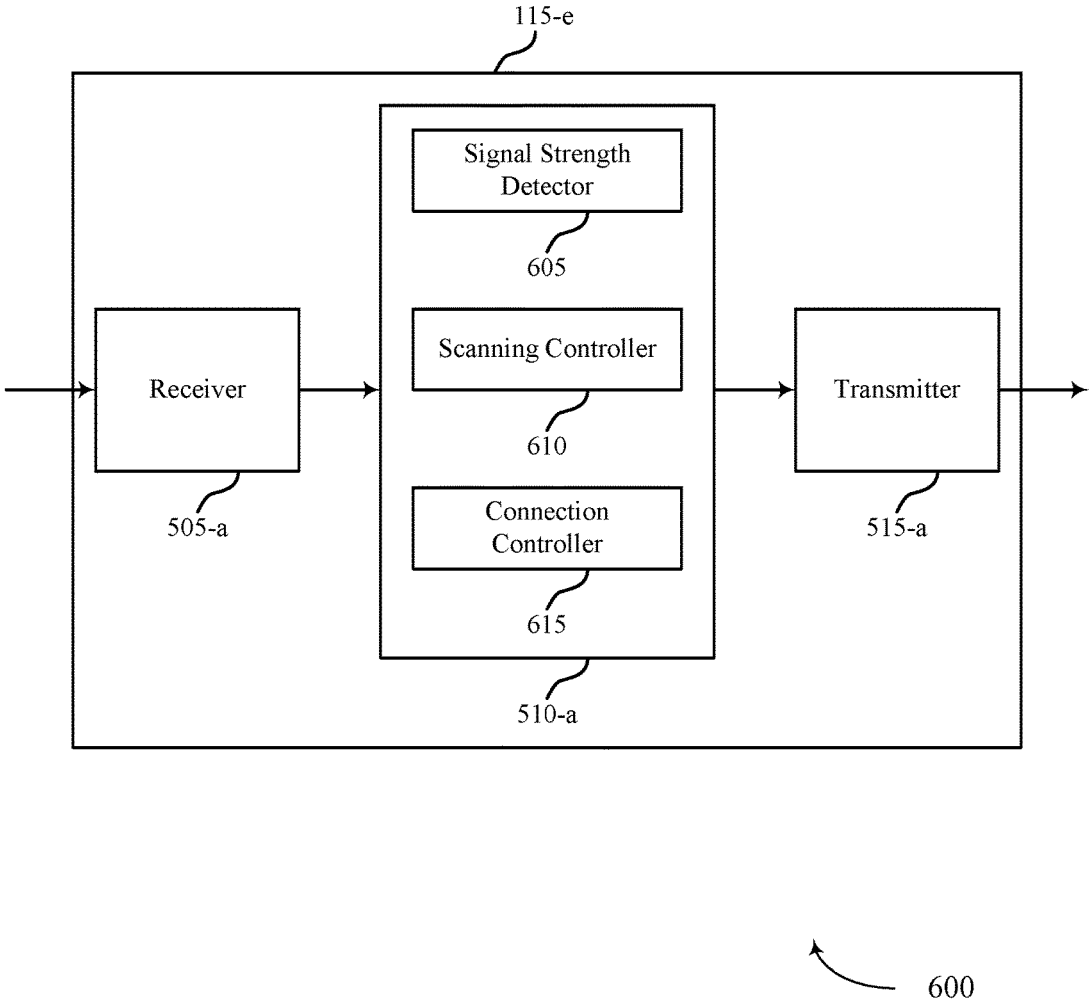 115-e
Signal Strength
Detector
605
Receiver
505-a
Scanning Controller
610
Connection
Controller
615
510-a
Transmitter
515-a
600